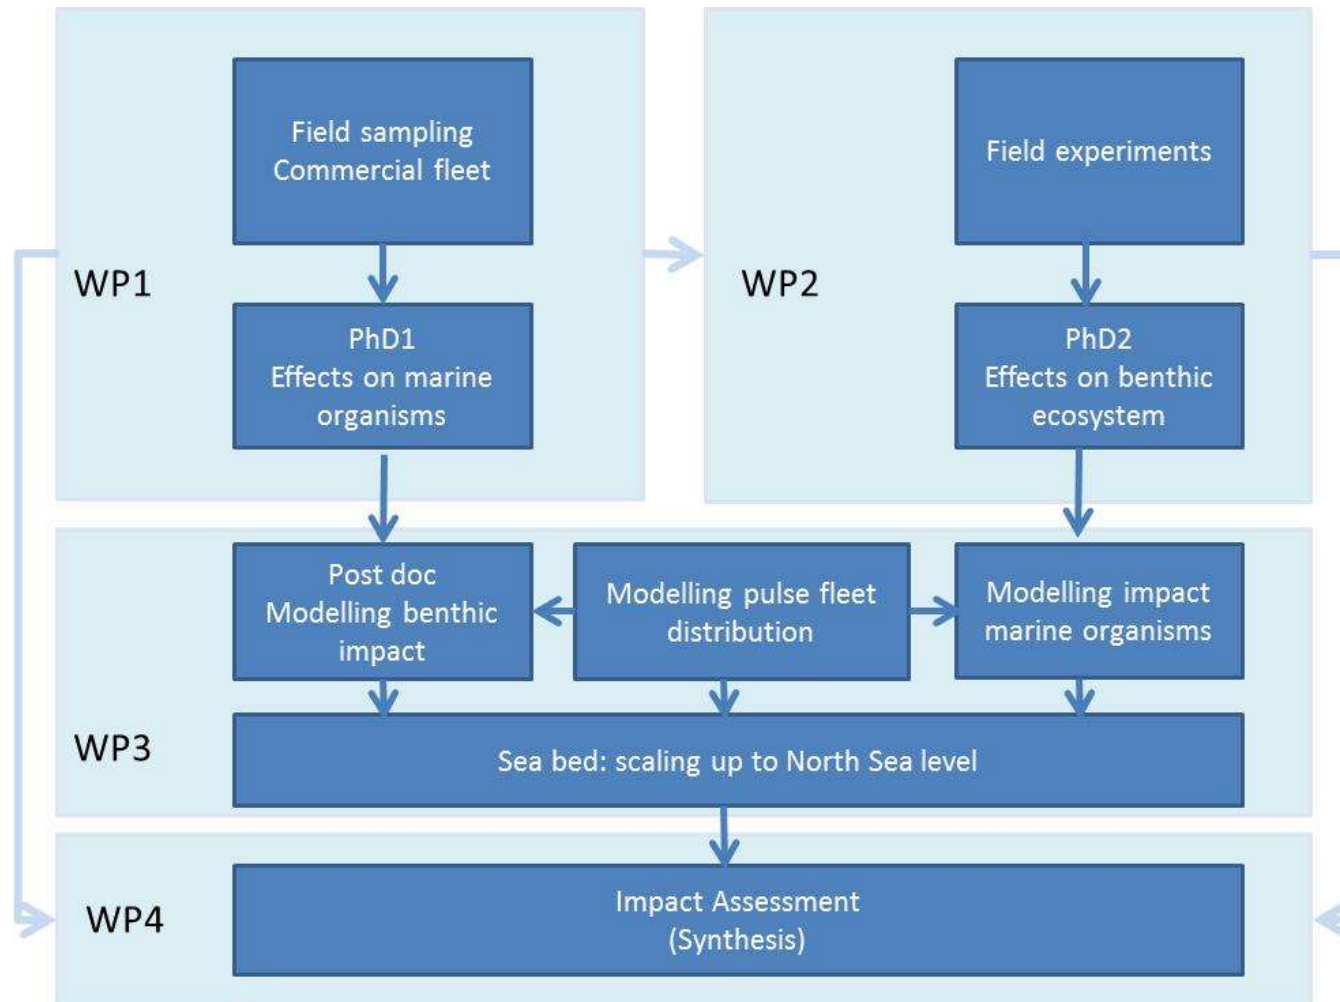 Field sampling
Commercial fleet
WP1
PhD1
Effects on marine
organisms
Field experiments
WP2
PhD2
Effects on benthic
ecosystem
Post doc
Modelling benthic
impact
Modelling pulse fleet
distribution
Modelling impact
marine organisms
WP3
Sea bed: scaling up to North Sea level
WP4
Impact Assessment
(Synthesis)